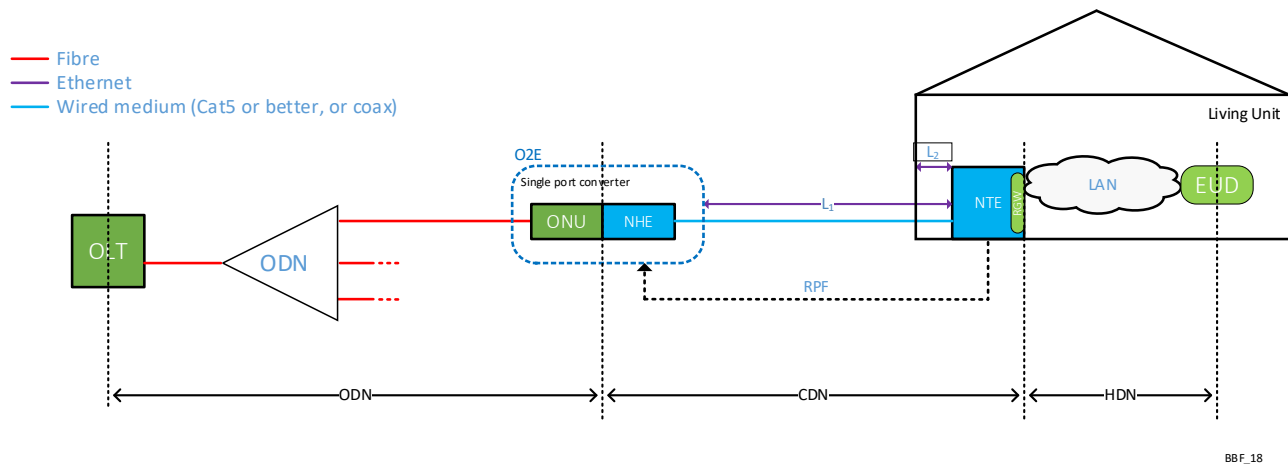 Fibre
Ethernet
Wired medium (Cat5 or better, or coax)
Living Unit
O2E
Single port converter
L₂
OLT
ODN
ONU
NHE
L₁
NTE
RGW
LAN
EUD
RPF
ODN
CDN
HDN
BBF_18